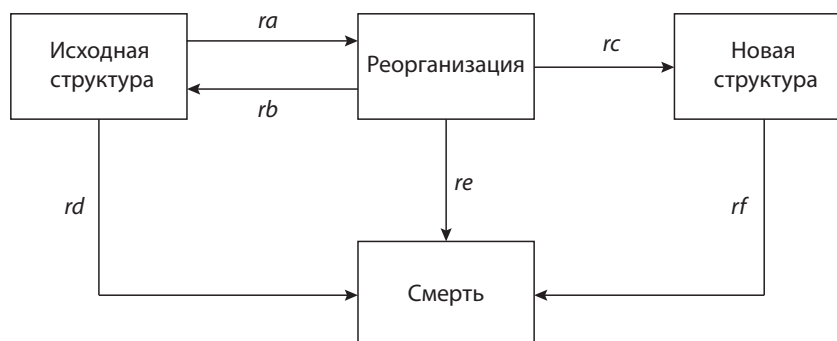 Исходная
структура
ra
rb
Реорганизация
rc
Новая
структура
rd
re
rf
Смерть